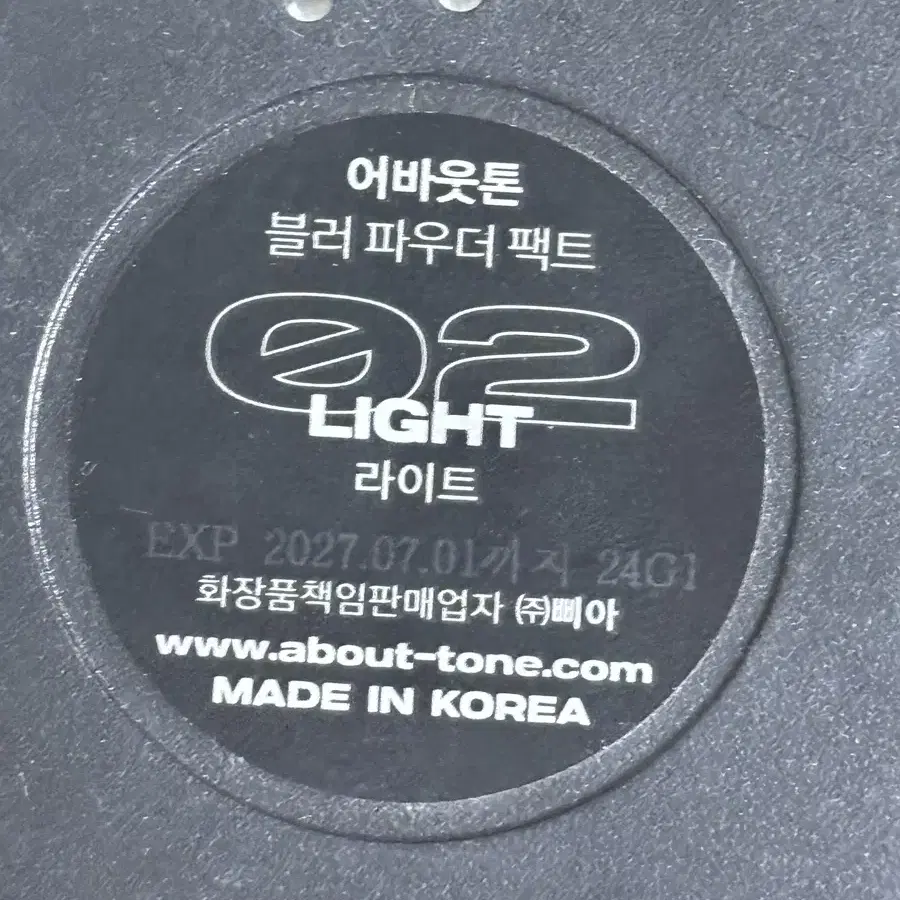 어바웃톤
블러 파우더 팩트
02
LIGHT
라이트
EXP 2027.07.01까지 24G1
화장품책임판매업자 ㈜삐아
www.about-tone.com
MADE IN KOREA